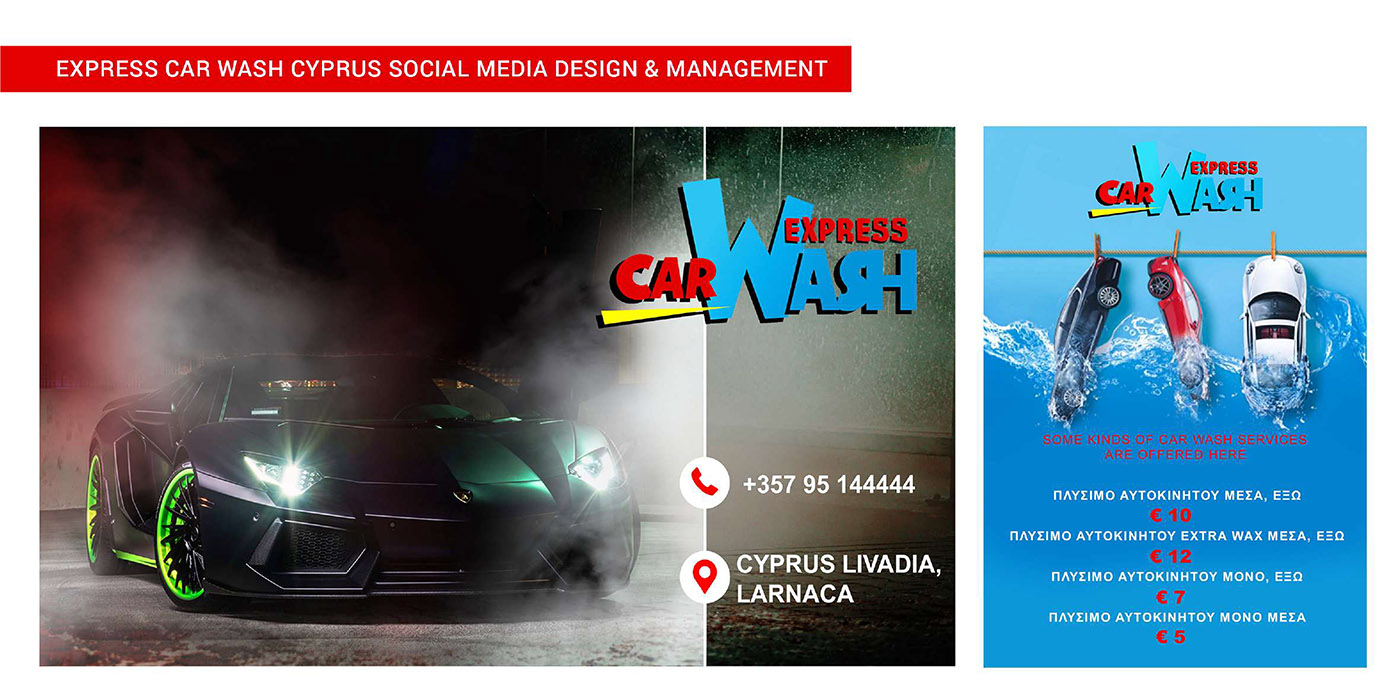 EXPRESS CAR WASH CYPRUS SOCIAL MEDIA DESIGN & MANAGEMENT
EXPRESS
CAR WASH
+357 95 144444
CYPRUS LIVADIA,
LARNACA
EXPRESS
CAR WASH
SOME KINDS OF CAR WASH SERVICES
ARE OFFERED HERE
ΠΛΥΣΙΜΟ ΑΥΤΟΚΙΝΗΤΟΥ ΜΕΣΑ, ΕΞΩ
€ 10
ΠΛΥΣΙΜΟ ΑΥΤΟΚΙΝΗΤΟΥ EXTRA WAX ΜΕΣΑ, ΕΞΩ
€ 12
ΠΛΥΣΙΜΟ ΑΥΤΟΚΙΝΗΤΟΥ ΜΟΝΟ, ΕΞΩ
€ 7
ΠΛΥΣΙΜΟ ΑΥΤΟΚΙΝΗΤΟΥ ΜΟΝΟ ΜΕΣΑ
€ 5